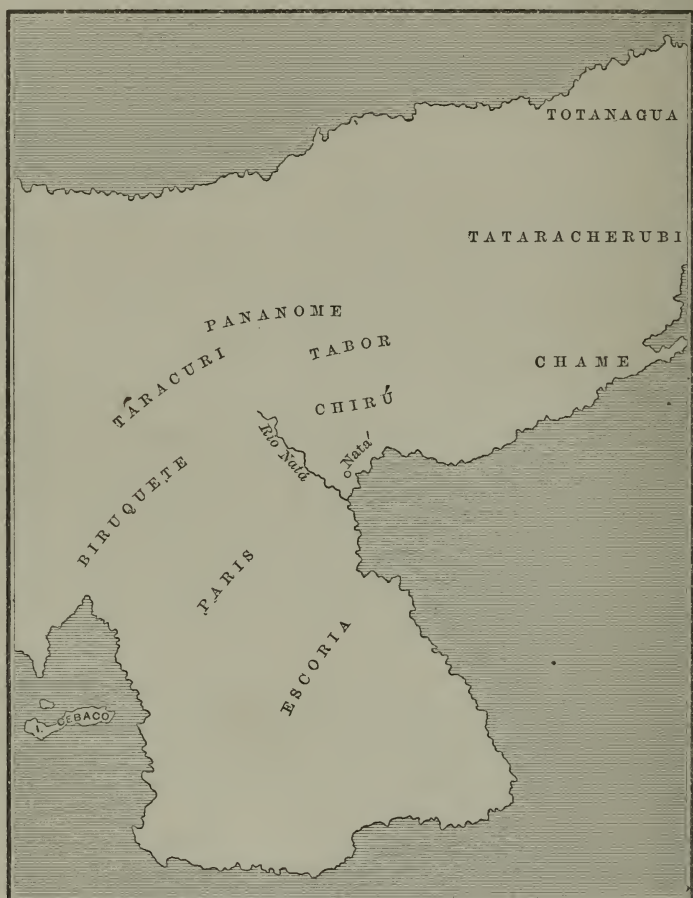 TOTANAGUA
TATARACHERUBI
PANANOME
TABOR
TARACURI
CHAME
CHIRÚ
Rio Natá
Natá
BIRUQUETE
PARIS
ESCORIA
I. CEBACO